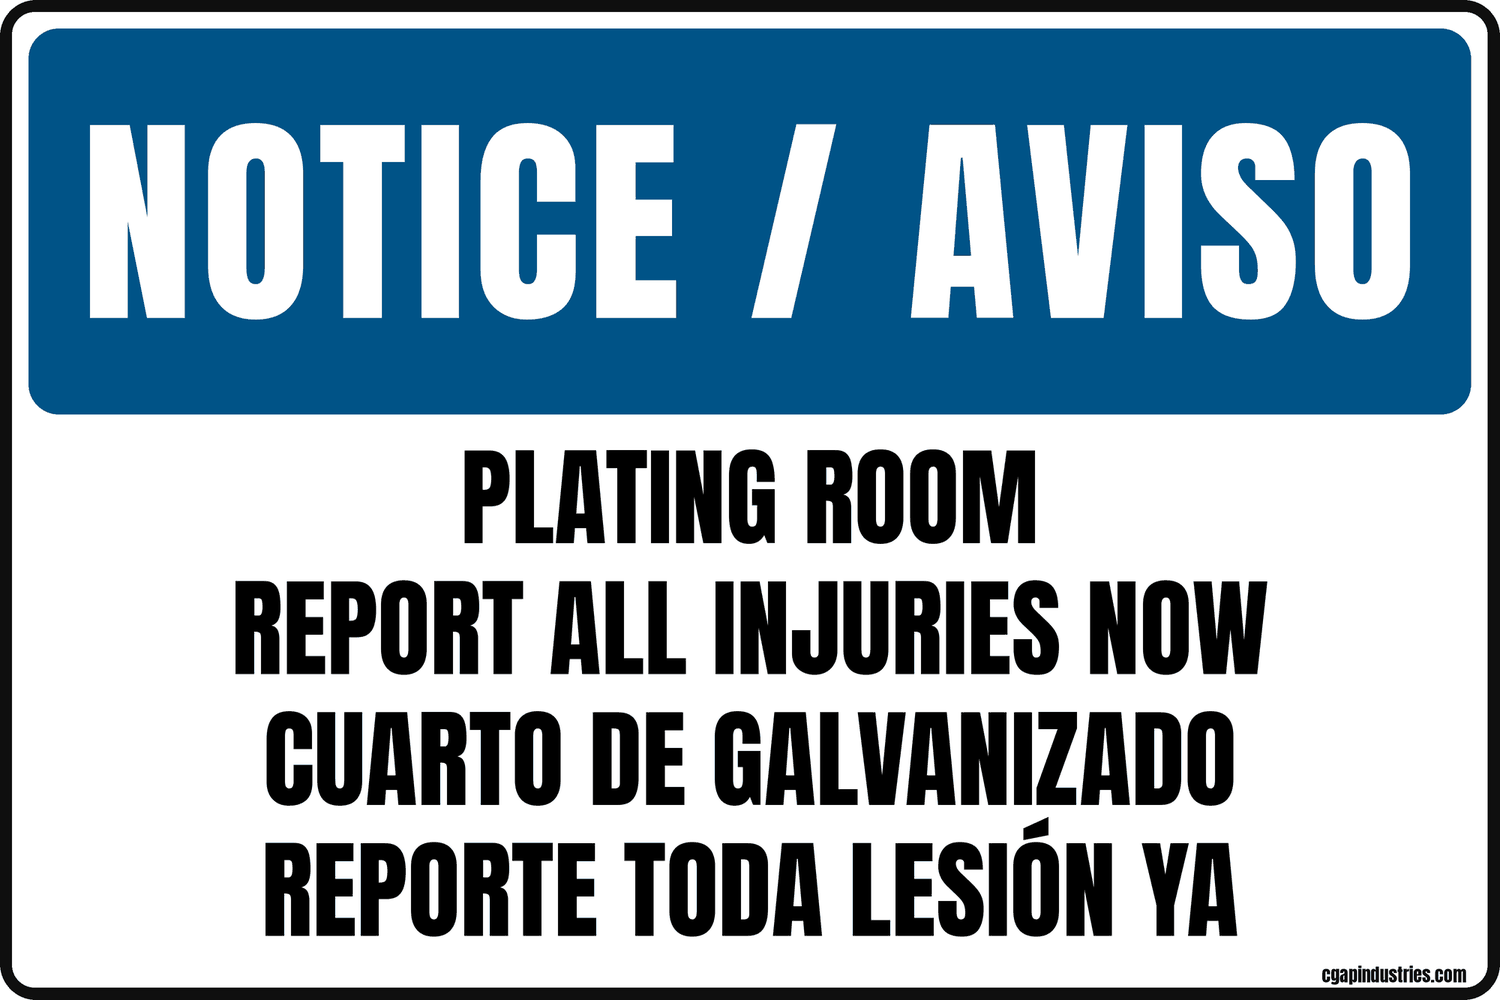 NOTICE / AVISO
PLATING ROOM
REPORT ALL INJURIES NOW
CUARTO DE GALVANIZADO
REPORTE TODA LESIÓN YA
cgapindustries.com